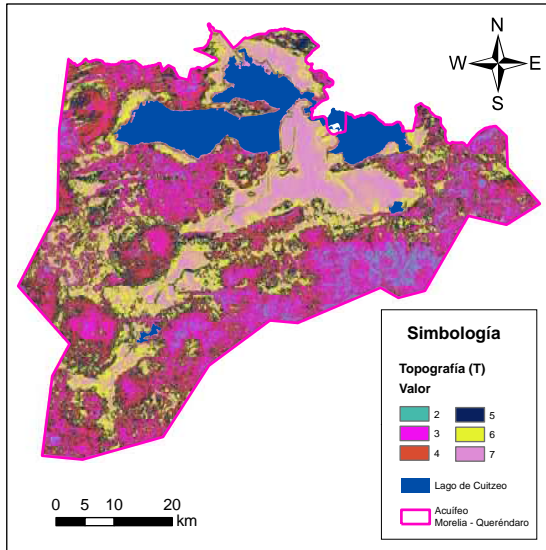 N
W E
S
Simbología
Topografía (T)
Valor
2 5
3 6
4 7
Lago de Cuitzeo
Acuífeo
Morelia - Queréndaro
0 5 10 20
km